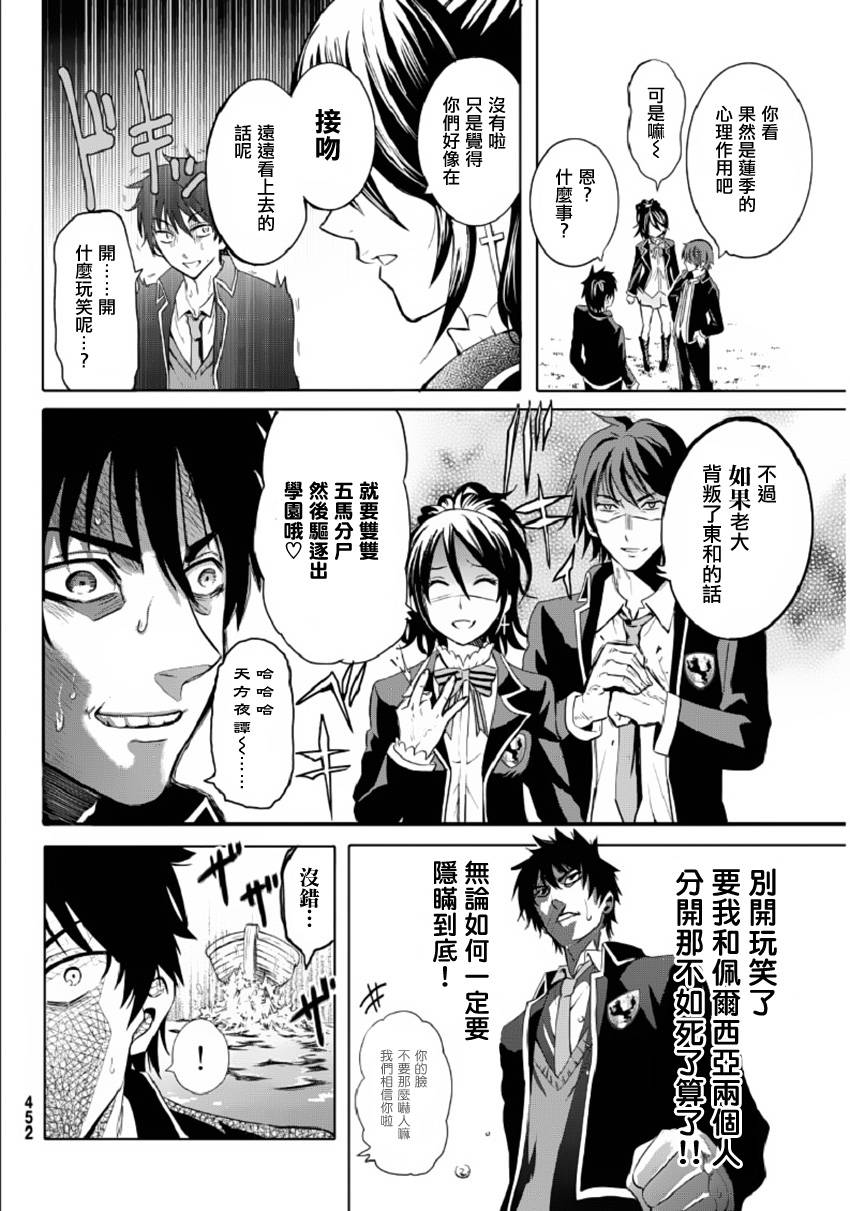 你看
果然是蓮季的
心理作用吧
可是嘛～
恩？
什麼事？
沒有啦
只是覺得
你們好像在
接吻
遠遠看上去的
話呢
ドキッ
開……開
什麼玩笑呢…？
不過
如果老大
背叛了東和的話
就要雙雙
五馬分尸
然後驅逐出
學園哦♡
哈哈哈
天方夜譚～……
別開玩笑了
要我和佩爾西亞兩個人
分開那不如死了算了!!
無論如何一定要
隱瞞到底！
你的臉
不要那麼嚇人嘛
我們相信你啦
沒錯…
ザザ
ザザ
！
452